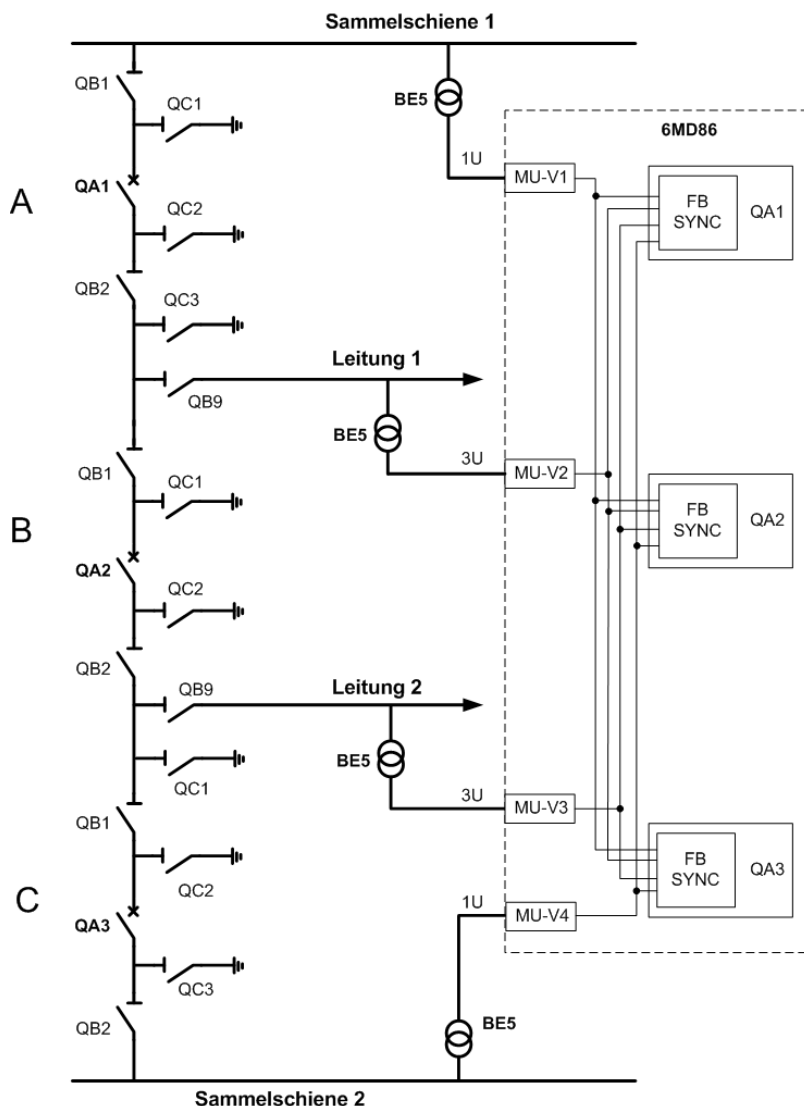 Sammelschiene 1
QB1
QC1
BE5
6MD86
1U
MU-V1
A
QA1
FB
SYNC
QA1
QC2
QB2
QC3
Leitung 1
QB9
BE5
3U
MU-V2
QB1
QC1
FB
SYNC
QA2
B
QA2
QC2
QB2
QB9
Leitung 2
BE5
QC1
3U
MU-V3
QB1
QC2
FB
SYNC
QA3
C
1U
MU-V4
QA3
QC3
QB2
BE5
Sammelschiene 2